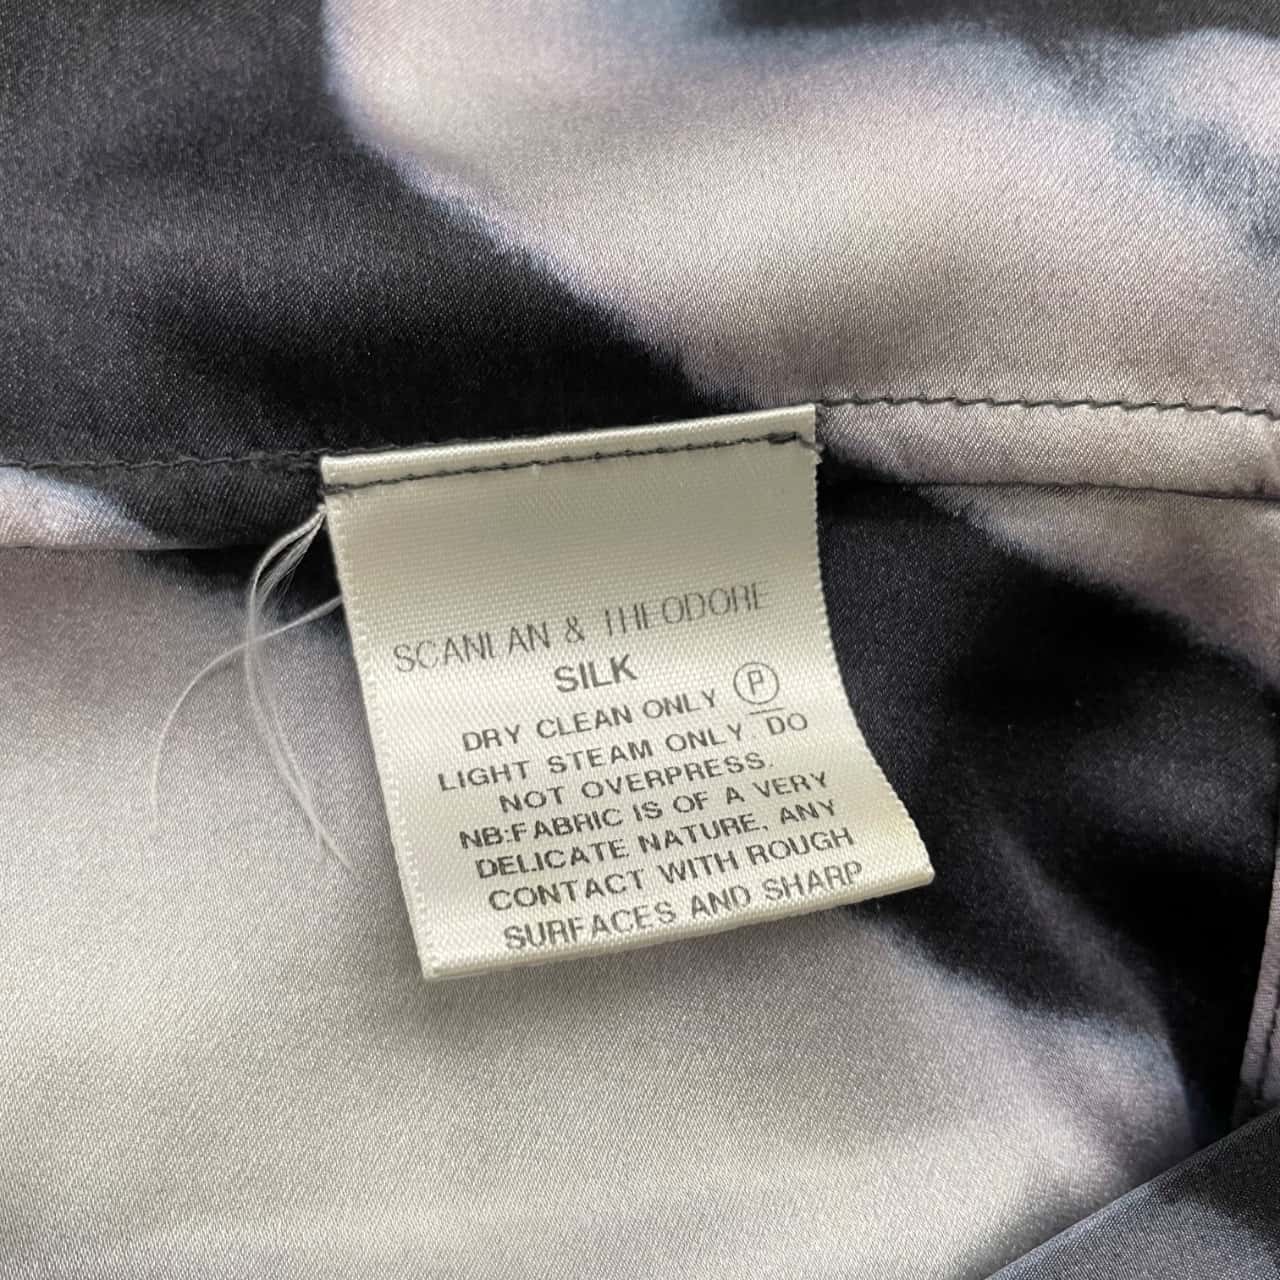 SCANLAN & THEODORE
SILK
DRY CLEAN ONLY Ⓟ
LIGHT STEAM ONLY DO
NOT OVERPRESS.
NB:FABRIC IS OF A VERY
DELICATE NATURE, ANY
CONTACT WITH ROUGH
SURFACES AND SHARP